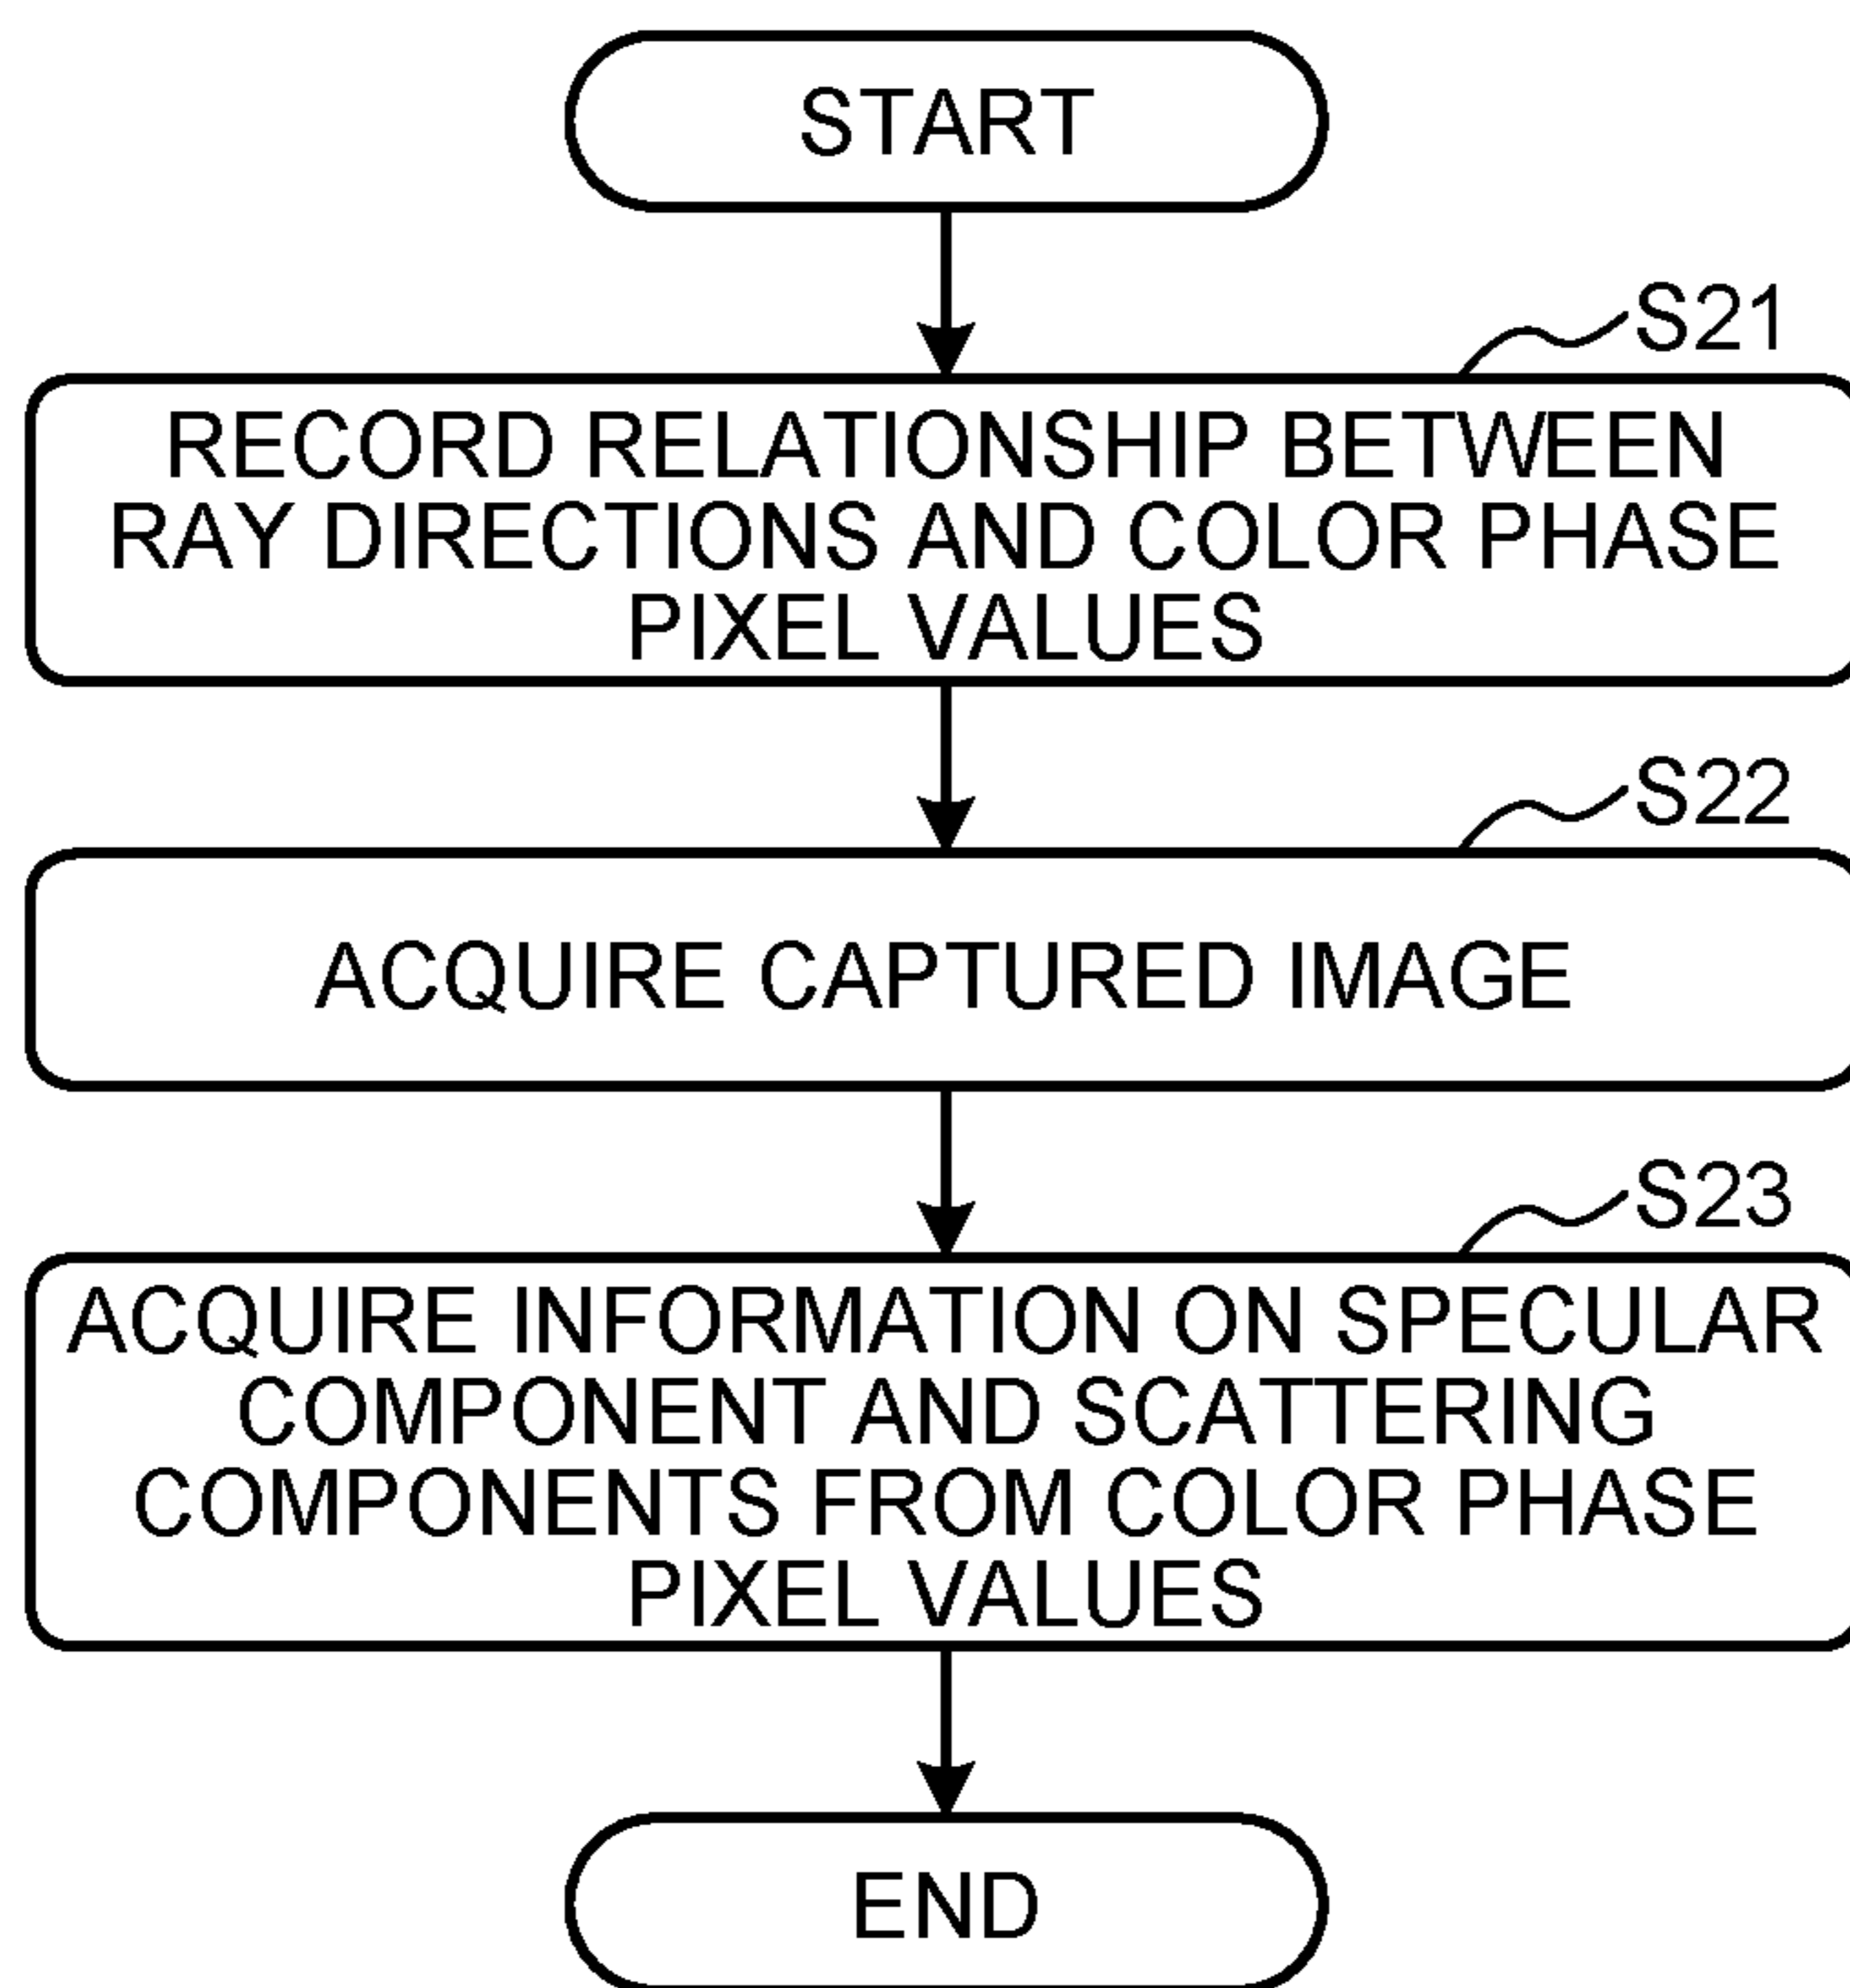 START
S21
RECORD RELATIONSHIP BETWEEN
RAY DIRECTIONS AND COLOR PHASE
PIXEL VALUES
S22
ACQUIRE CAPTURED IMAGE
S23
ACQUIRE INFORMATION ON SPECULAR
COMPONENT AND SCATTERING
COMPONENTS FROM COLOR PHASE
PIXEL VALUES
END